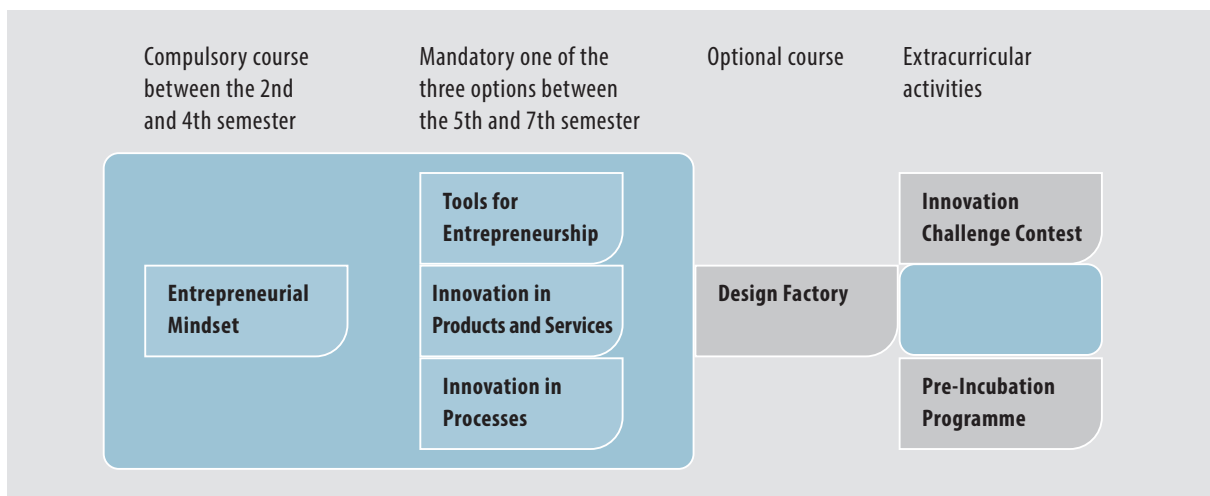 Compulsory course
between the 2nd
and 4th semester
Mandatory one of the
three options between
the 5th and 7th semester
Optional course
Extracurricular
activities
Entrepreneurial
Mindset
Tools for
Entrepreneurship
Innovation in
Products and Services
Innovation in
Processes
Design Factory
Innovation
Challenge Contest
Pre-Incubation
Programme